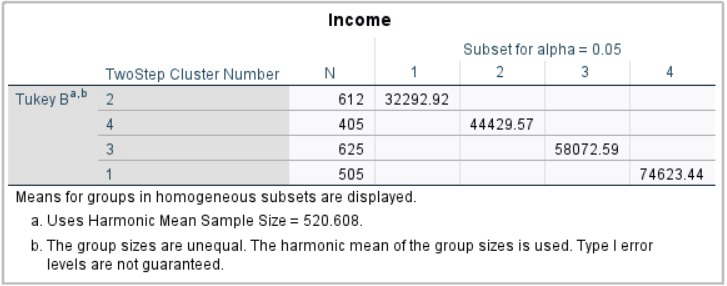 Income
Subset for alpha = 0.05
TwoStep Cluster Number N 1 2 3 4
Tukey Bᵃ,ᵇ 2 612 32292.92
4 405 44429.57
3 625 58072.59
1 505 74623.44
Means for groups in homogeneous subsets are displayed.
a. Uses Harmonic Mean Sample Size = 520.608.
b. The group sizes are unequal. The harmonic mean of the group sizes is used. Type I error
levels are not guaranteed.